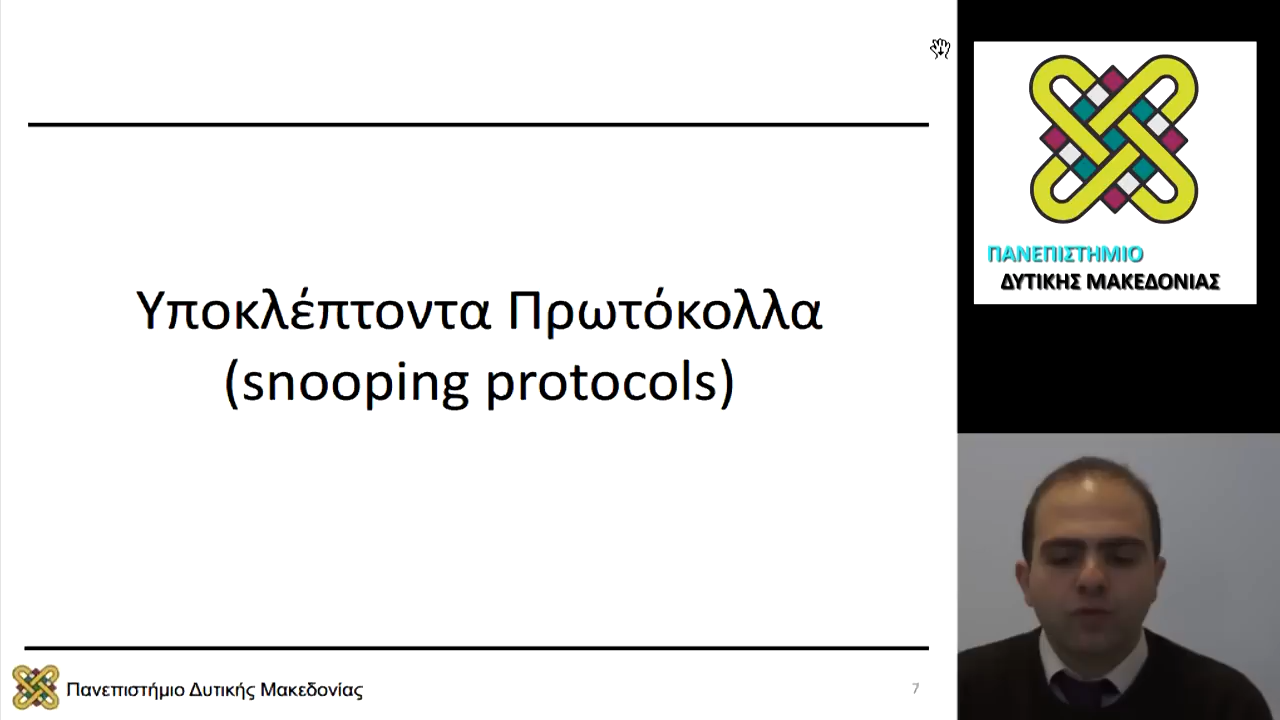 Υποκλέπτοντα Πρωτόκολλα
(snooping protocols)
Πανεπιστήμιο Δυτικής Μακεδονίας
7
ΠΑΝΕΠΙΣΤΗΜΙΟ
ΔΥΤΙΚΗΣ ΜΑΚΕΔΟΝΙΑΣ